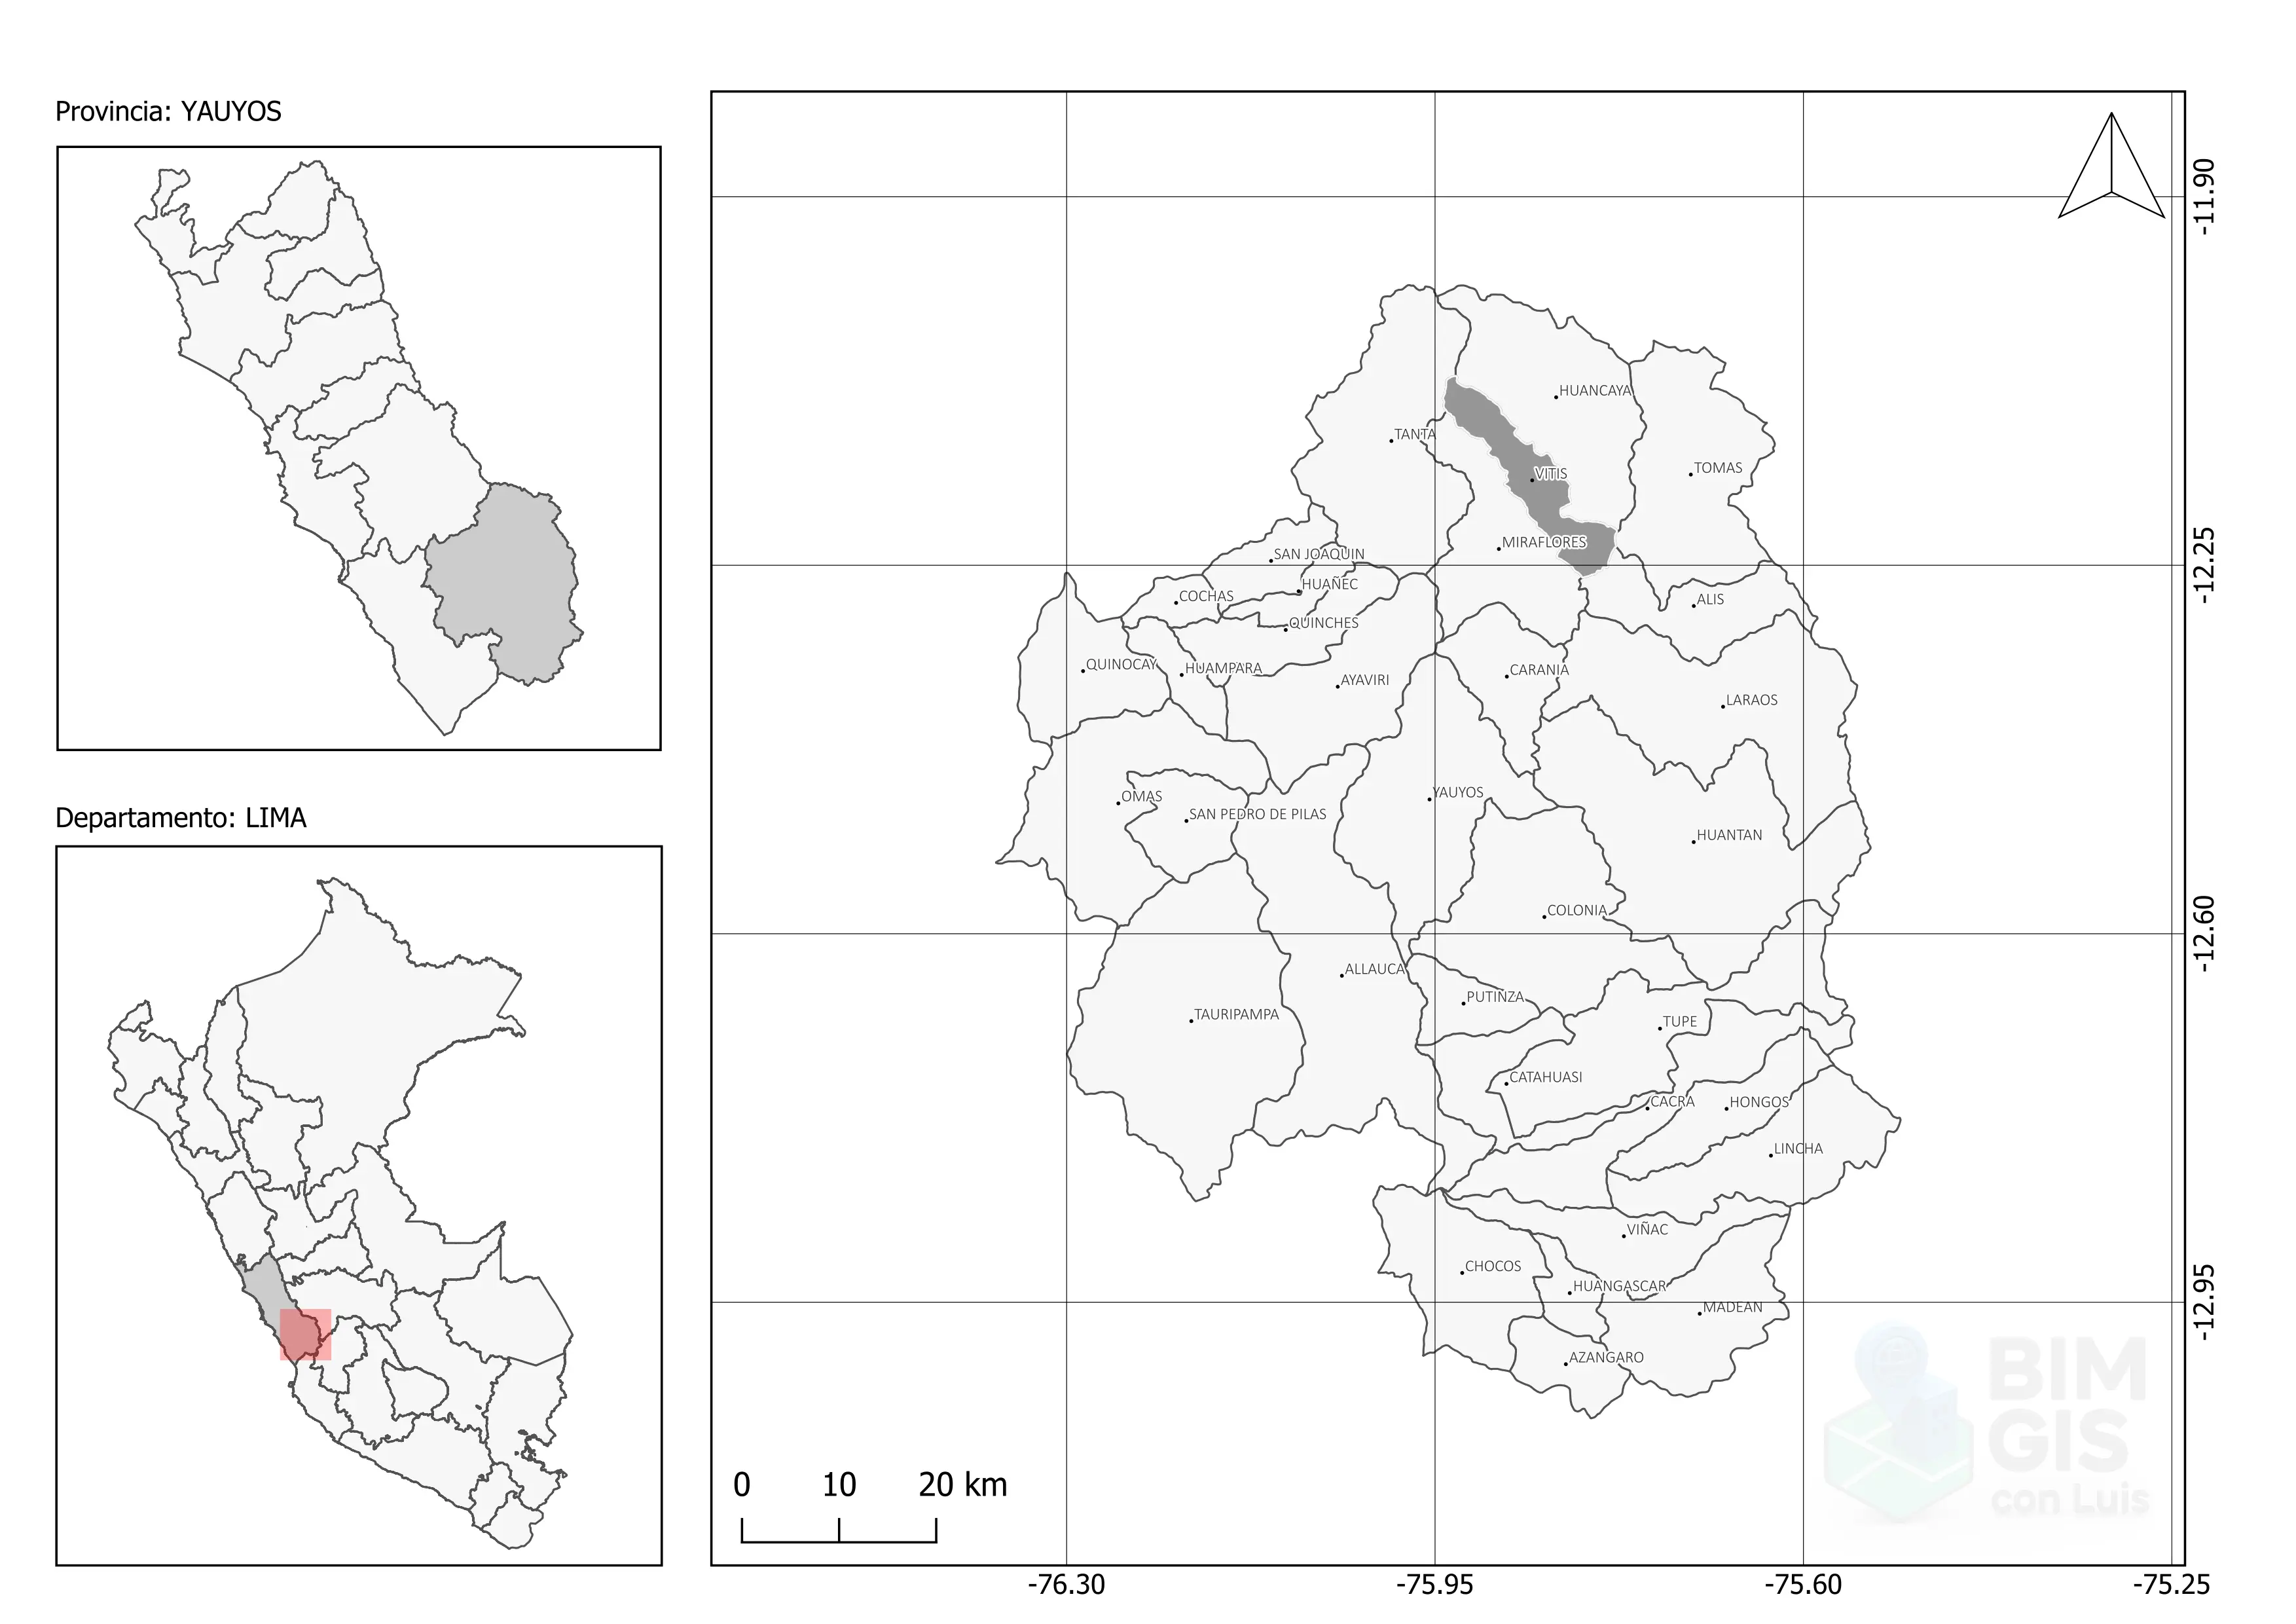 Provincia: YAUYOS
Departamento: LIMA
HUANCAYA
TANTA
VITIS
TOMAS
MIRAFLORES
SAN JOAQUIN
HUAÑEC
COCHAS
ALIS
QUINCHES
QUINOCAY
HUAMPARA
AYAVIRI
CARANIA
LARAOS
OMAS
YAUYOS
SAN PEDRO DE PILAS
HUANTAN
COLONIA
ALLAUCA
PUTINZA
TAURIPAMPA
TUPE
CATAHUASI
CACRA
HONGOS
LINCHA
VIÑAC
CHOCOS
HUANGASCAR
MADEAN
AZANGARO
-11.90
-12.25
-12.60
-12.95
BIM
GIS
con Luis
0 10 20 km
-76.30 -75.95 -75.60 -75.25